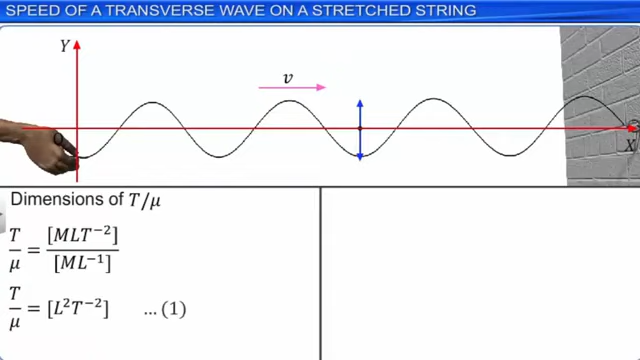 SPEED OF A TRANSVERSE WAVE ON A STRETCHED STRING
Y
v
X
Dimensions of T/μ
T/μ = [MLT⁻²]/[ML⁻¹]
T/μ = [L²T⁻²] ...(1)